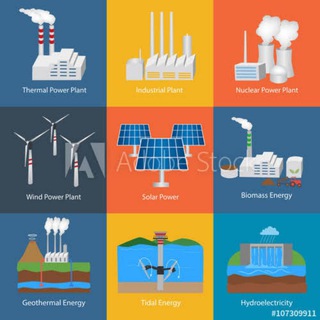 Thermal Power Plant
Industrial Plant
Nuclear Power Plant
Wind Power Plant
Solar Power
Biomass Energy
Adobe Stock
Geothermal Energy
Tidal Energy
Hydroelectricity
#107309911